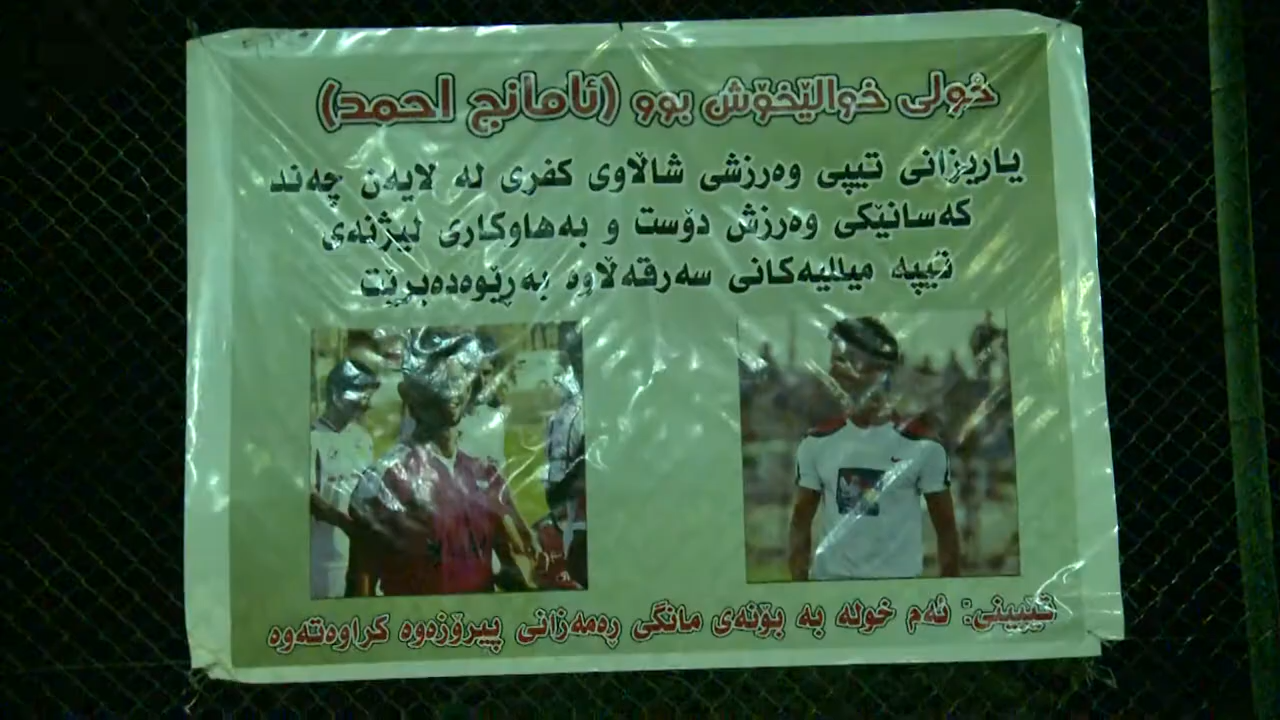 خولی خوالێخۆش بوو (ئامانج احمد)
یاریزانی تیپی وەرزشی شاڵاوی کفری لە لایەن چەند
کەسانێکی وەرزش دۆست و بەهاوکاری لیژنەی
تیپە میللیەکانی سەرقەڵاوە بەڕێوەدەبرێت
تێبینی: ئەم خولە بە بۆنەی مانگی ڕەمەزانی پیرۆزەوە کراوەتەوە